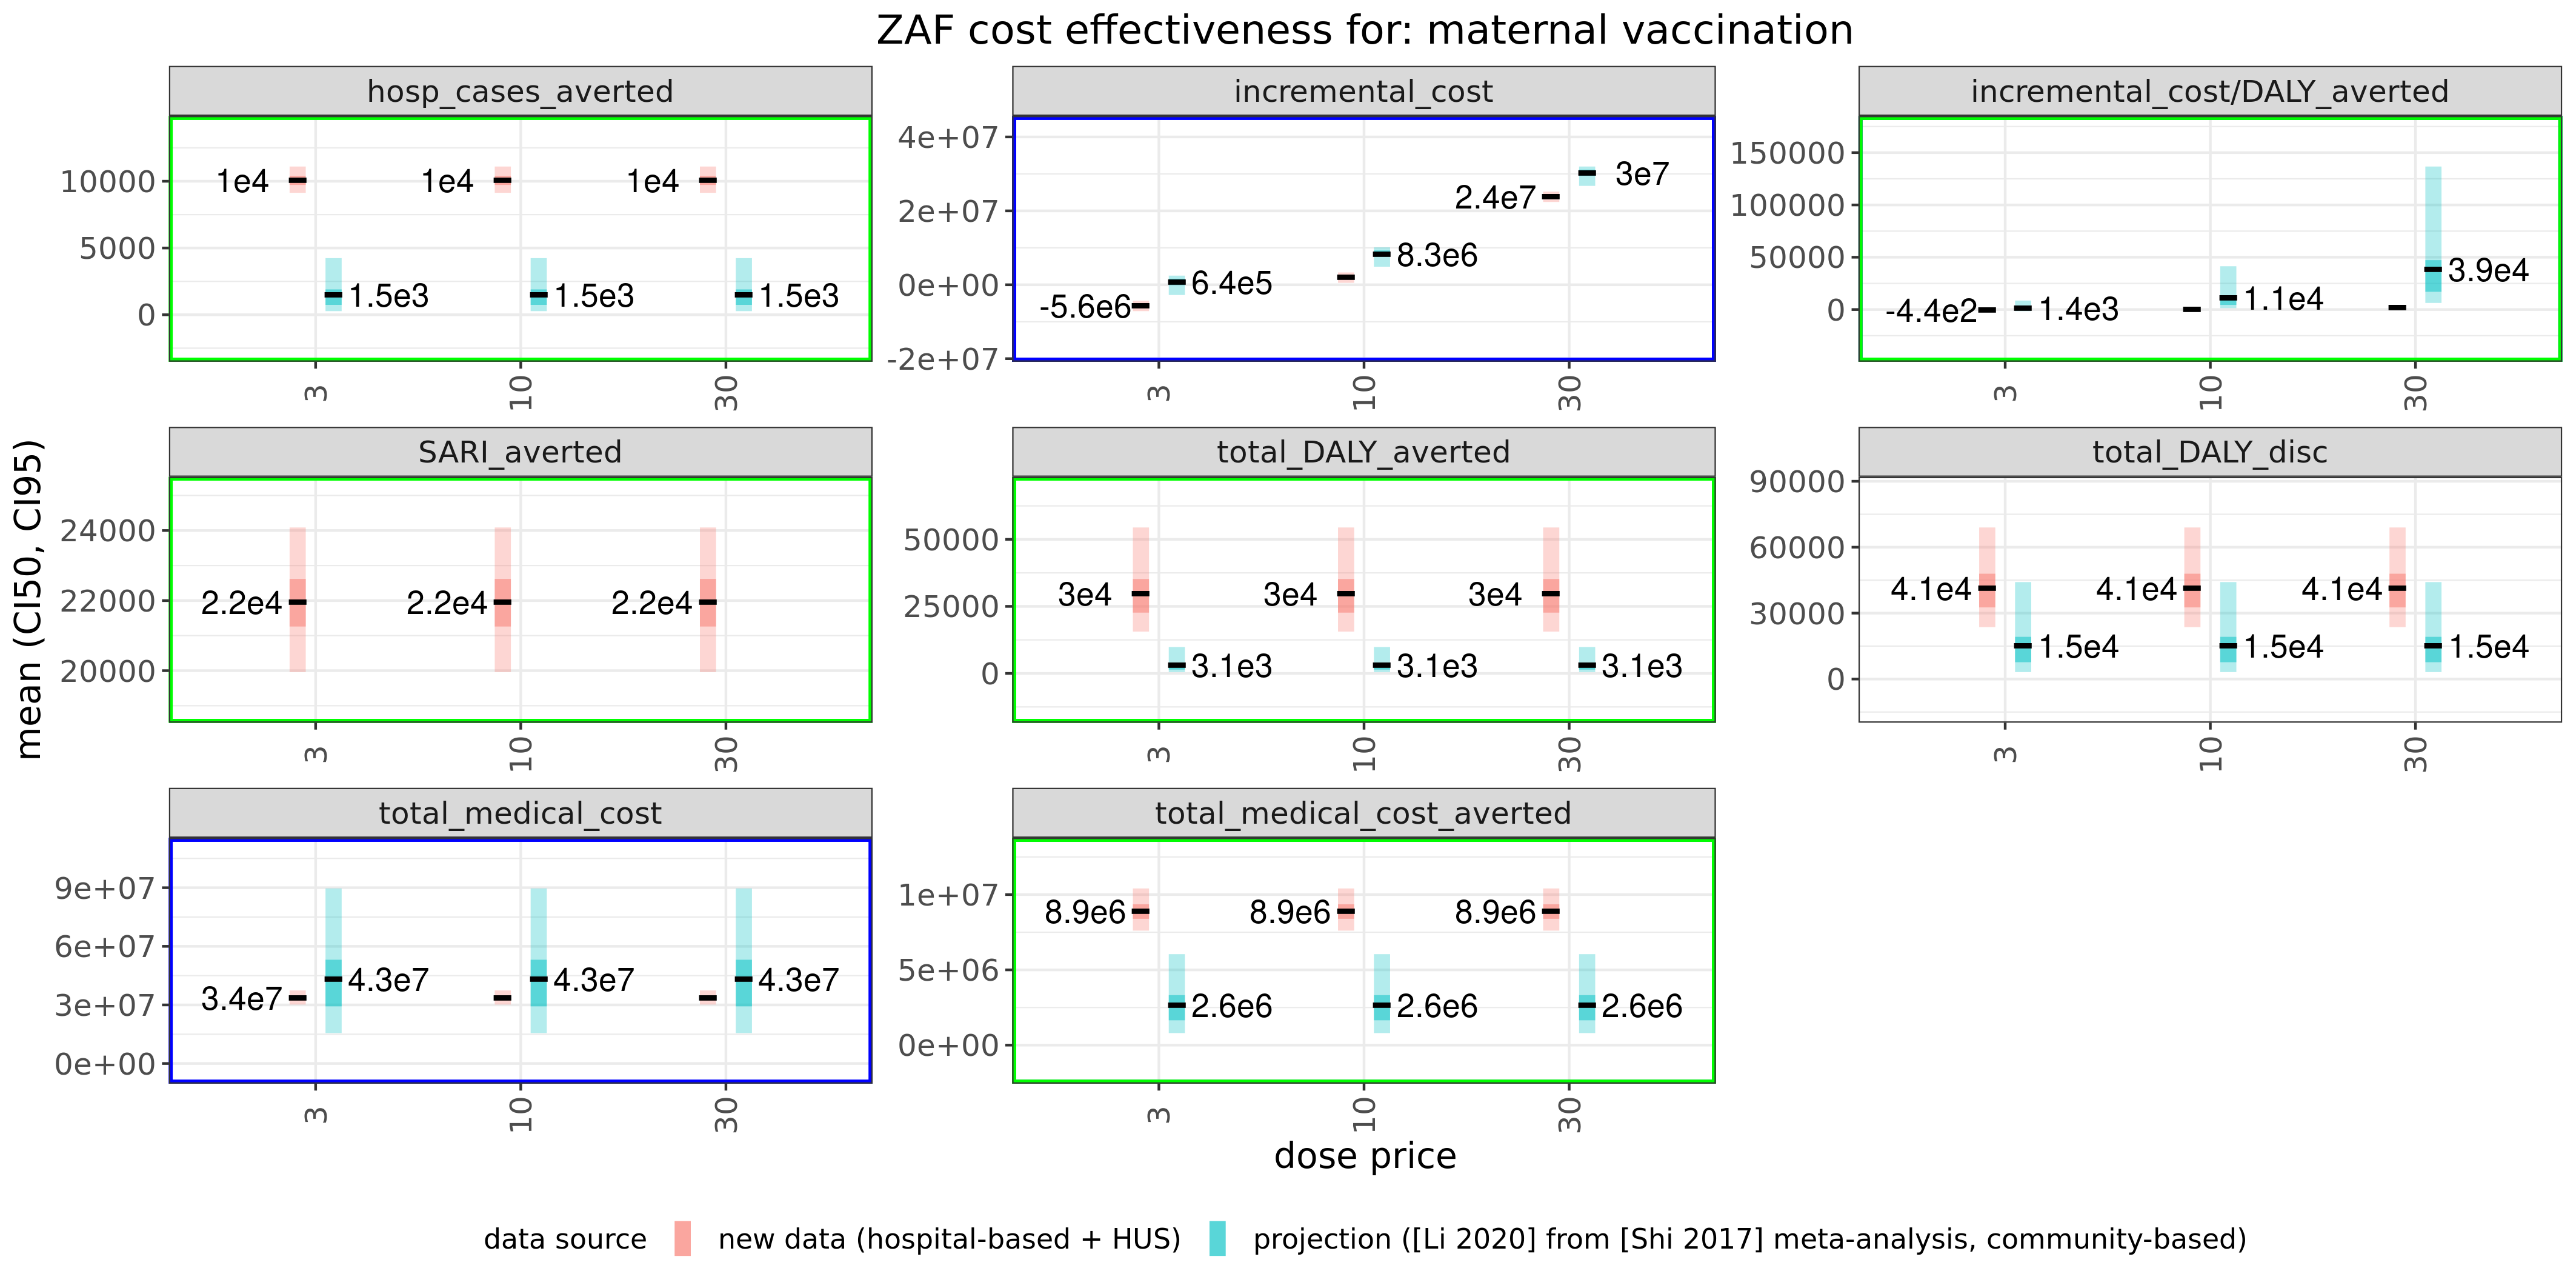 ZAF cost effectiveness for: maternal vaccination
mean (CI50, CI95)
hosp_cases_averted
10000
5000
0
1e4 1e4 1e4
1.5e3 1.5e3 1.5e3
3 10 30
incremental_cost
4e+07
2e+07
0e+00
-2e+07
-5.6e6 6.4e5 8.3e6 2.4e7 3e7
3 10 30
incremental_cost/DALY_averted
150000
100000
50000
0
-4.4e2 1.4e3 1.1e4 3.9e4
3 10 30
SARI_averted
24000
22000
20000
2.2e4 2.2e4 2.2e4
3 10 30
total_DALY_averted
50000
25000
0
3e4 3e4 3e4
3.1e3 3.1e3 3.1e3
3 10 30
total_DALY_disc
90000
60000
30000
0
4.1e4 4.1e4 4.1e4
1.5e4 1.5e4 1.5e4
3 10 30
total_medical_cost
9e+07
6e+07
3e+07
0e+00
3.4e7 4.3e7 4.3e7 4.3e7
3 10 30
total_medical_cost_averted
1e+07
5e+06
0e+00
8.9e6 8.9e6 8.9e6
2.6e6 2.6e6 2.6e6
3 10 30
dose price
data source new data (hospital-based + HUS) projection ([Li 2020] from [Shi 2017] meta-analysis, community-based)